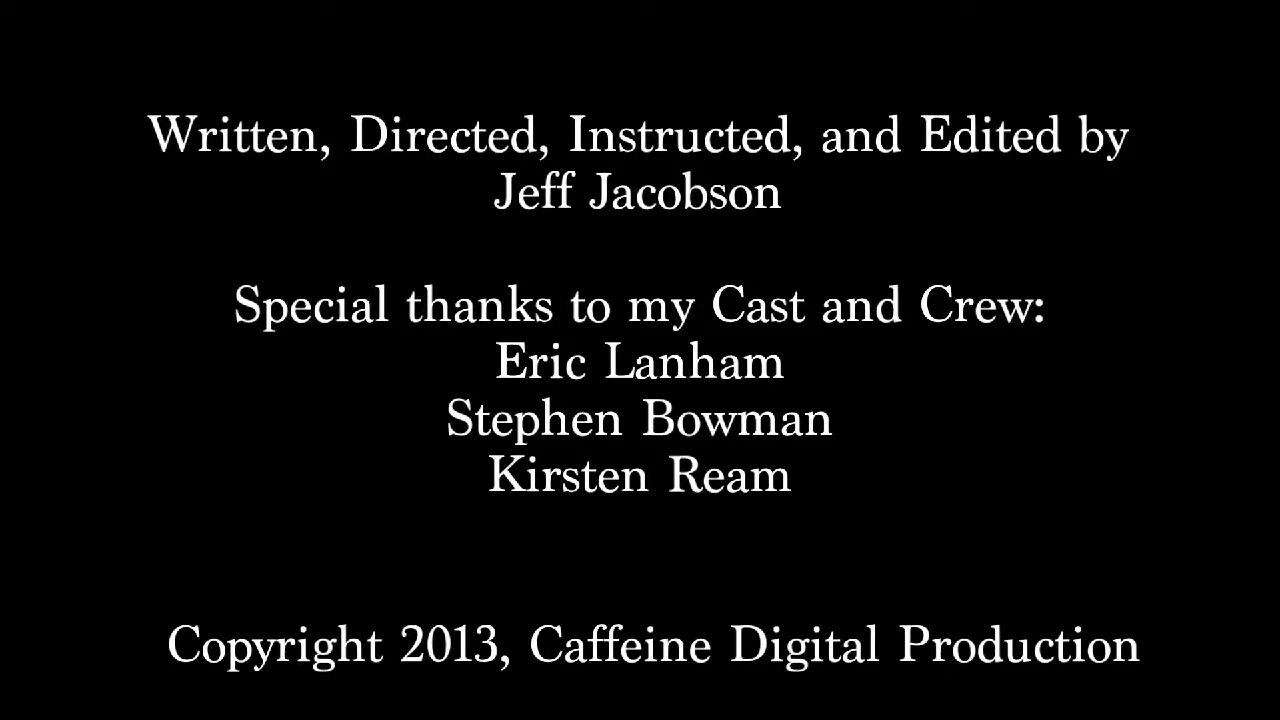 Written, Directed, Instructed, and Edited by
Jeff Jacobson
Special thanks to my Cast and Crew:
Eric Lanham
Stephen Bowman
Kirsten Ream
Copyright 2013, Caffeine Digital Production